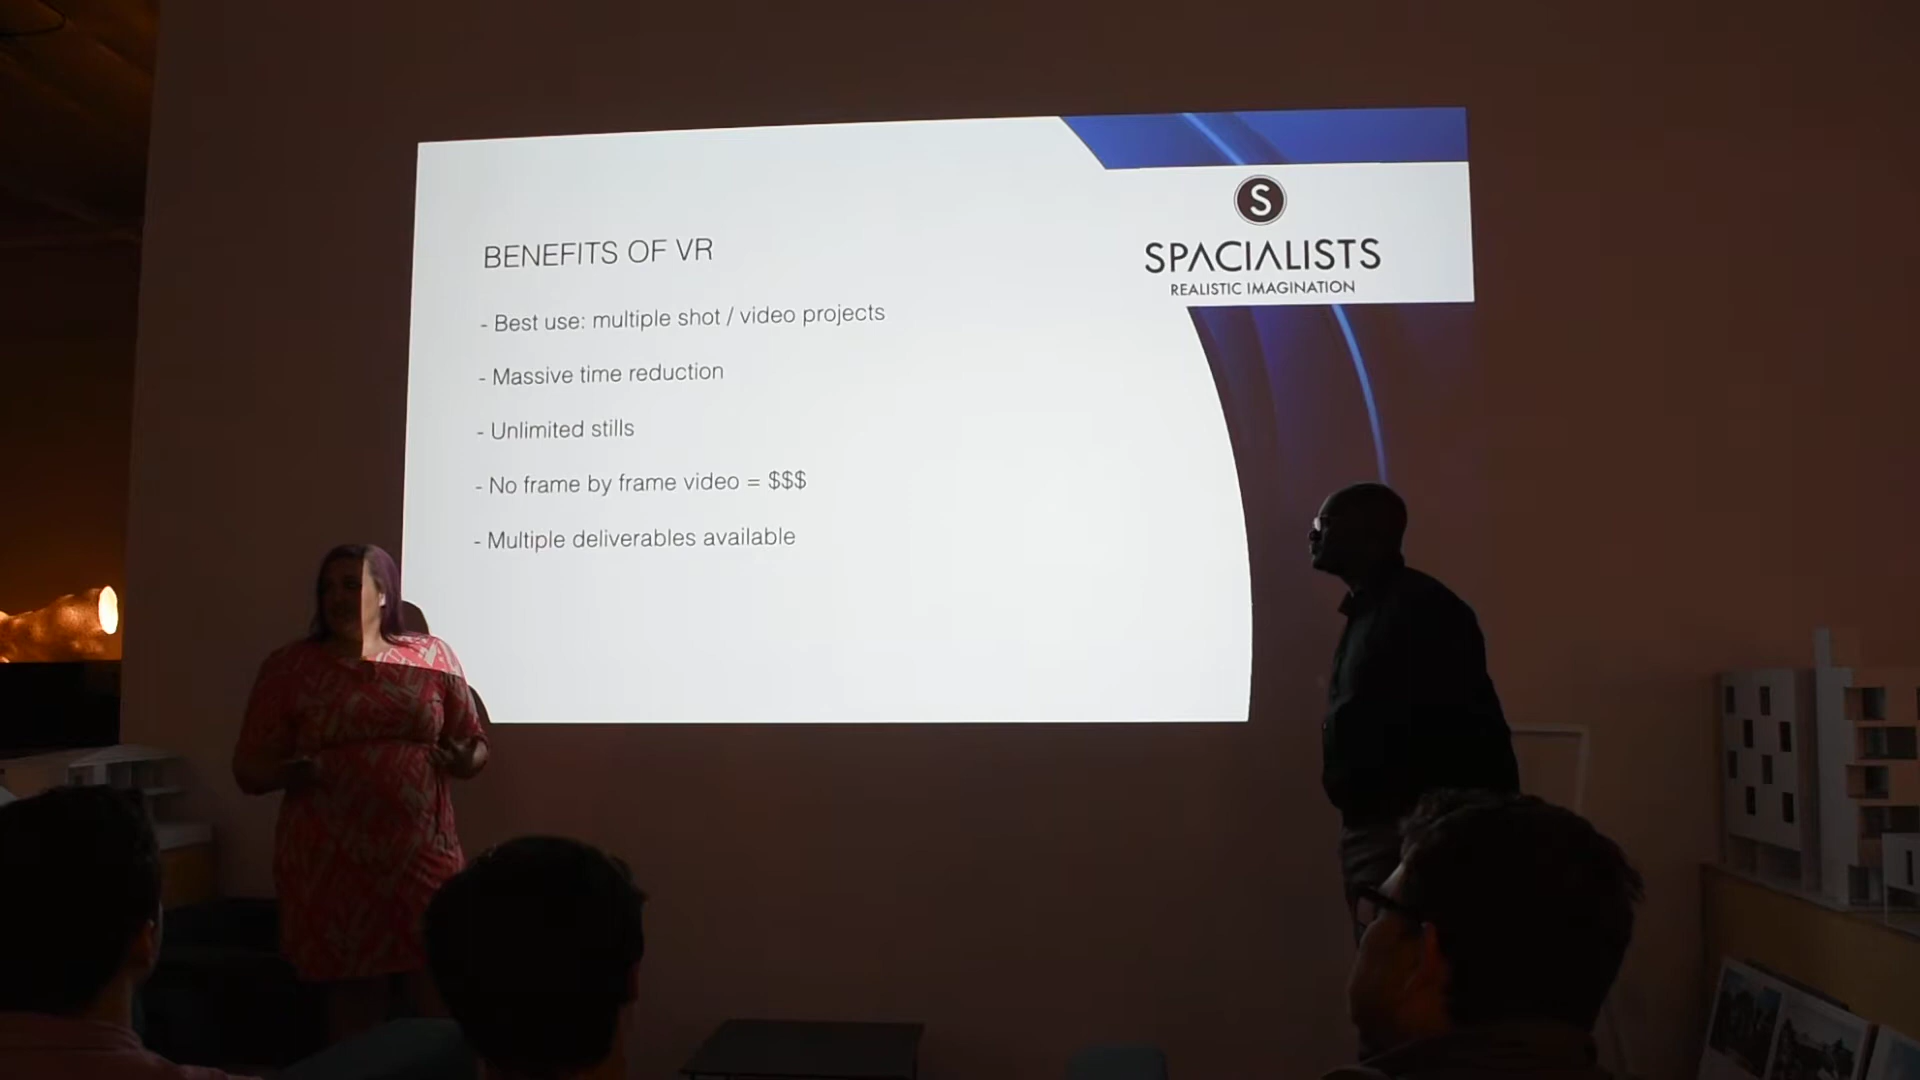 S
SPACIALISTS
REALISTIC IMAGINATION
BENEFITS OF VR
- Best use: multiple shot / video projects
- Massive time reduction
- Unlimited stills
- No frame by frame video = $$$
- Multiple deliverables available